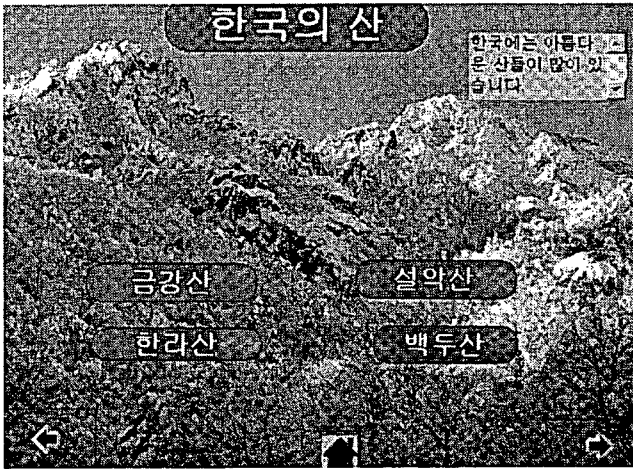 한국의 산
한국에는 아름다
운 산들이 많이 있
습니다
금강산
설악산
한라산
백두산